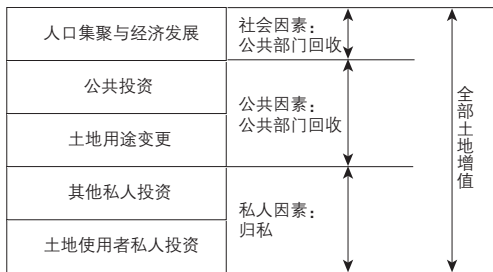 人口集聚与经济发展
社会因素：
公共部门回收
公共投资
土地用途变更
公共因素：
公共部门回收
其他私人投资
土地使用者私人投资
私人因素：
归私
全部土地增值